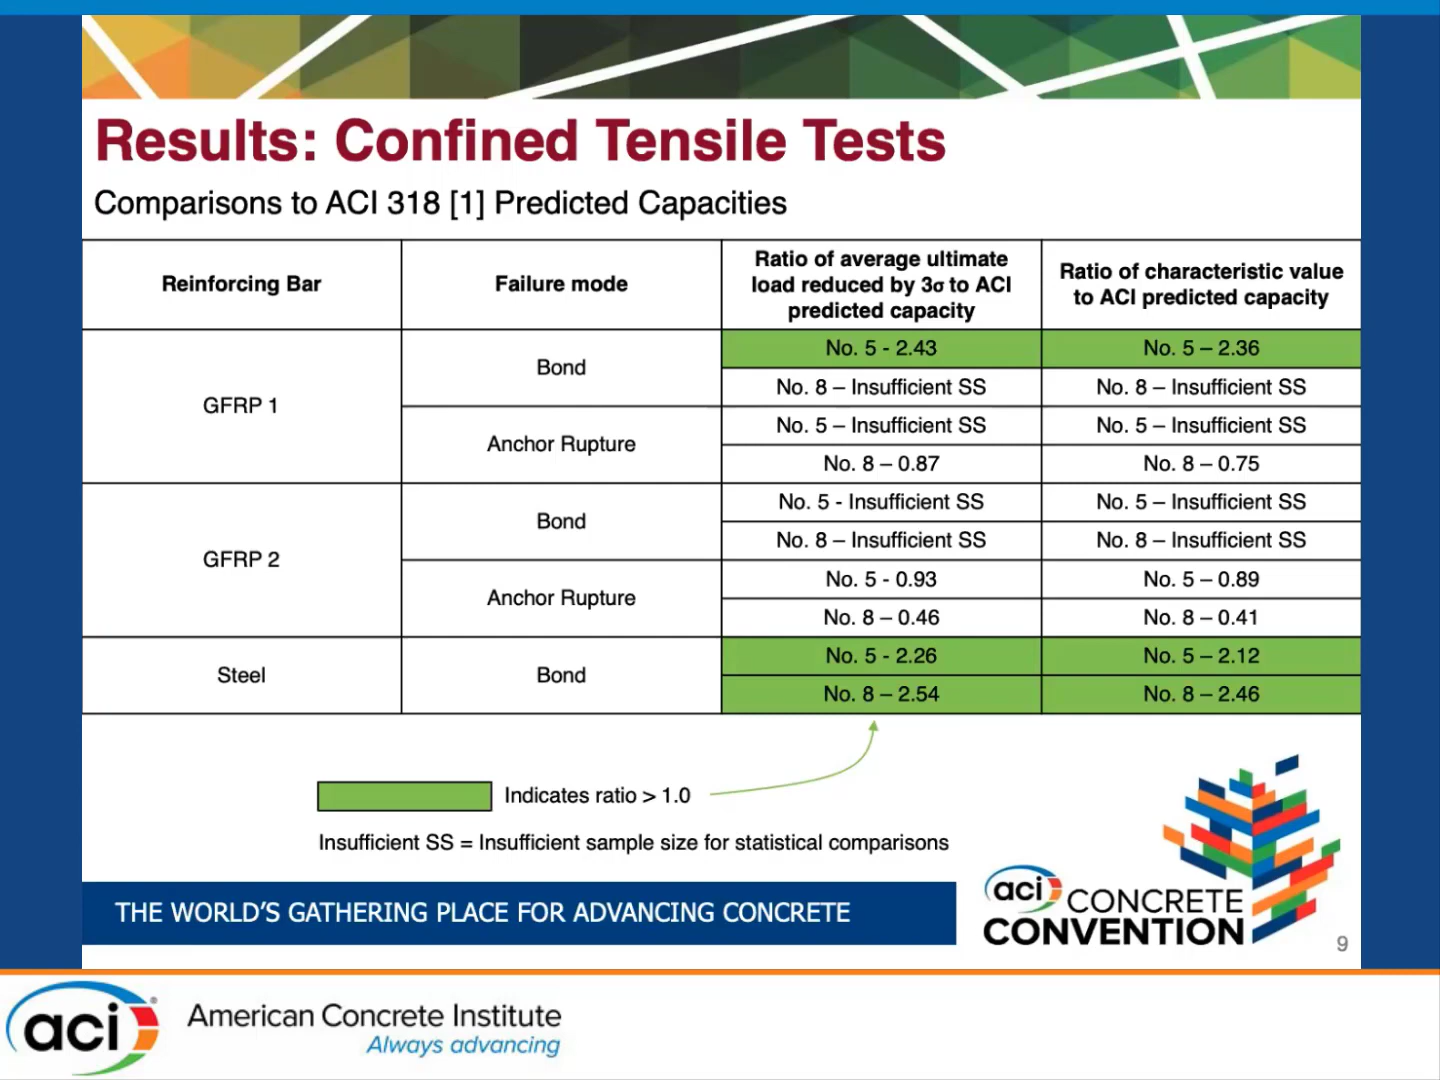 Results: Confined Tensile Tests
Comparisons to ACI 318 [1] Predicted Capacities
Reinforcing Bar
Failure mode
Ratio of average ultimate
load reduced by 3σ to ACI
predicted capacity
Ratio of characteristic value
to ACI predicted capacity
GFRP 1
Bond
No. 5 - 2.43
No. 5 – 2.36
No. 8 – Insufficient SS
No. 8 – Insufficient SS
Anchor Rupture
No. 5 – Insufficient SS
No. 5 – Insufficient SS
No. 8 – 0.87
No. 8 – 0.75
GFRP 2
Bond
No. 5 - Insufficient SS
No. 5 – Insufficient SS
No. 8 – Insufficient SS
No. 8 – Insufficient SS
Anchor Rupture
No. 5 - 0.93
No. 5 – 0.89
No. 8 – 0.46
No. 8 – 0.41
Steel
Bond
No. 5 - 2.26
No. 5 – 2.12
No. 8 – 2.54
No. 8 – 2.46
Indicates ratio > 1.0
Insufficient SS = Insufficient sample size for statistical comparisons
THE WORLD'S GATHERING PLACE FOR ADVANCING CONCRETE
aci CONCRETE
CONVENTION
9
aci
American Concrete Institute
Always advancing